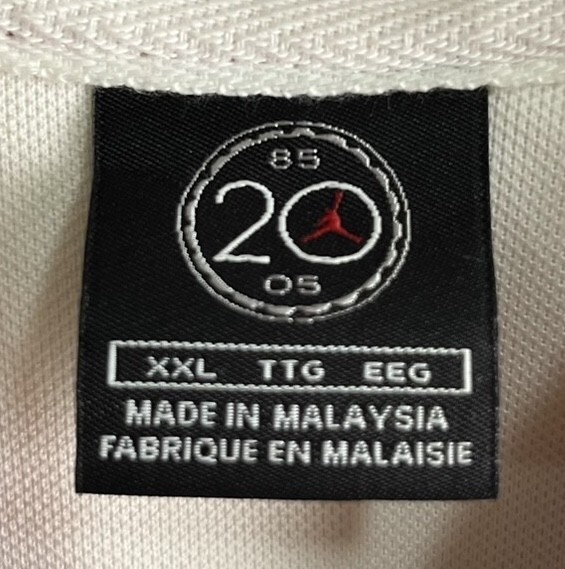 85
20
05
XXL TTG EEG
MADE IN MALAYSIA
FABRIQUE EN MALAISIE